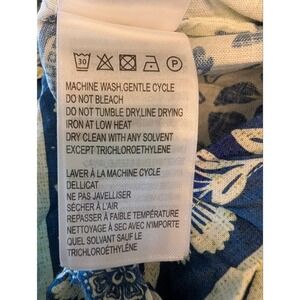 30 P
MACHINE WASH.GENTLE CYCLE
DO NOT BLEACH
DO NOT TUMBLE DRY,LINE DRYING
IRON AT LOW HEAT
DRY CLEAN WITH ANY SOLVENT
EXCEPT TRICHLOROETHYLENE
LAVER À LA MACHINE CYCLE
DELLICAT
NE PAS JAVELLISER
SÉCHER À L'AIR
REPASSER À FAIBLE TEMPÉRATURE
NETTOYAGE À SEC AVEC N'IMPORTE
QUEL SOLVANT SAUF LE
TRICHLOROÉTHYLÈNE